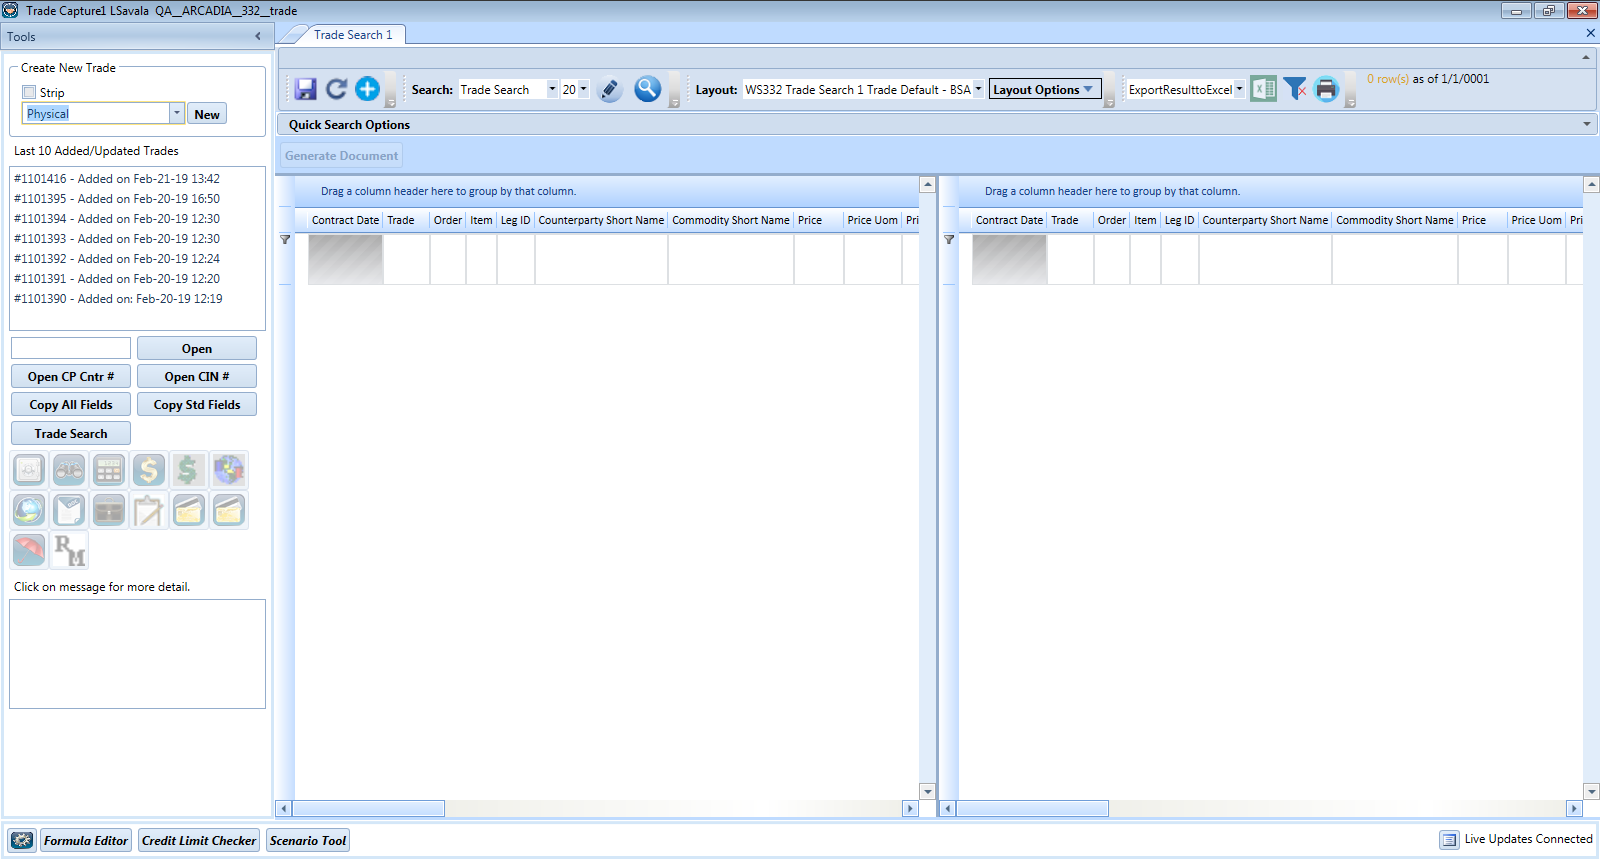 Trade Capture1 LSavala  QA__ARCADIA__332__trade
Tools
Trade Search 1
Create New Trade
Strip
Physical
New
Search:
Trade Search
20
Layout:
WS332 Trade Search 1 Trade Default - BSA
Layout Options
ExportResulttoExcel
0 row(s) as of 1/1/0001
Quick Search Options
Generate Document
Last 10 Added/Updated Trades
#1101416 - Added on Feb-21-19 13:42
#1101395 - Added on Feb-20-19 16:50
#1101394 - Added on Feb-20-19 12:30
#1101393 - Added on Feb-20-19 12:30
#1101392 - Added on Feb-20-19 12:24
#1101391 - Added on Feb-20-19 12:20
#1101390 - Added on: Feb-20-19 12:19
Open
Open CP Cntr #
Open CIN #
Copy All Fields
Copy Std Fields
Trade Search
RM
Click on message for more detail.
Drag a column header here to group by that column.
Contract Date Trade Order Item Leg ID Counterparty Short Name Commodity Short Name Price Price Uom Pri
Drag a column header here to group by that column.
Contract Date Trade Order Item Leg ID Counterparty Short Name Commodity Short Name Price Price Uom Pri
Formula Editor
Credit Limit Checker
Scenario Tool
Live Updates Connected